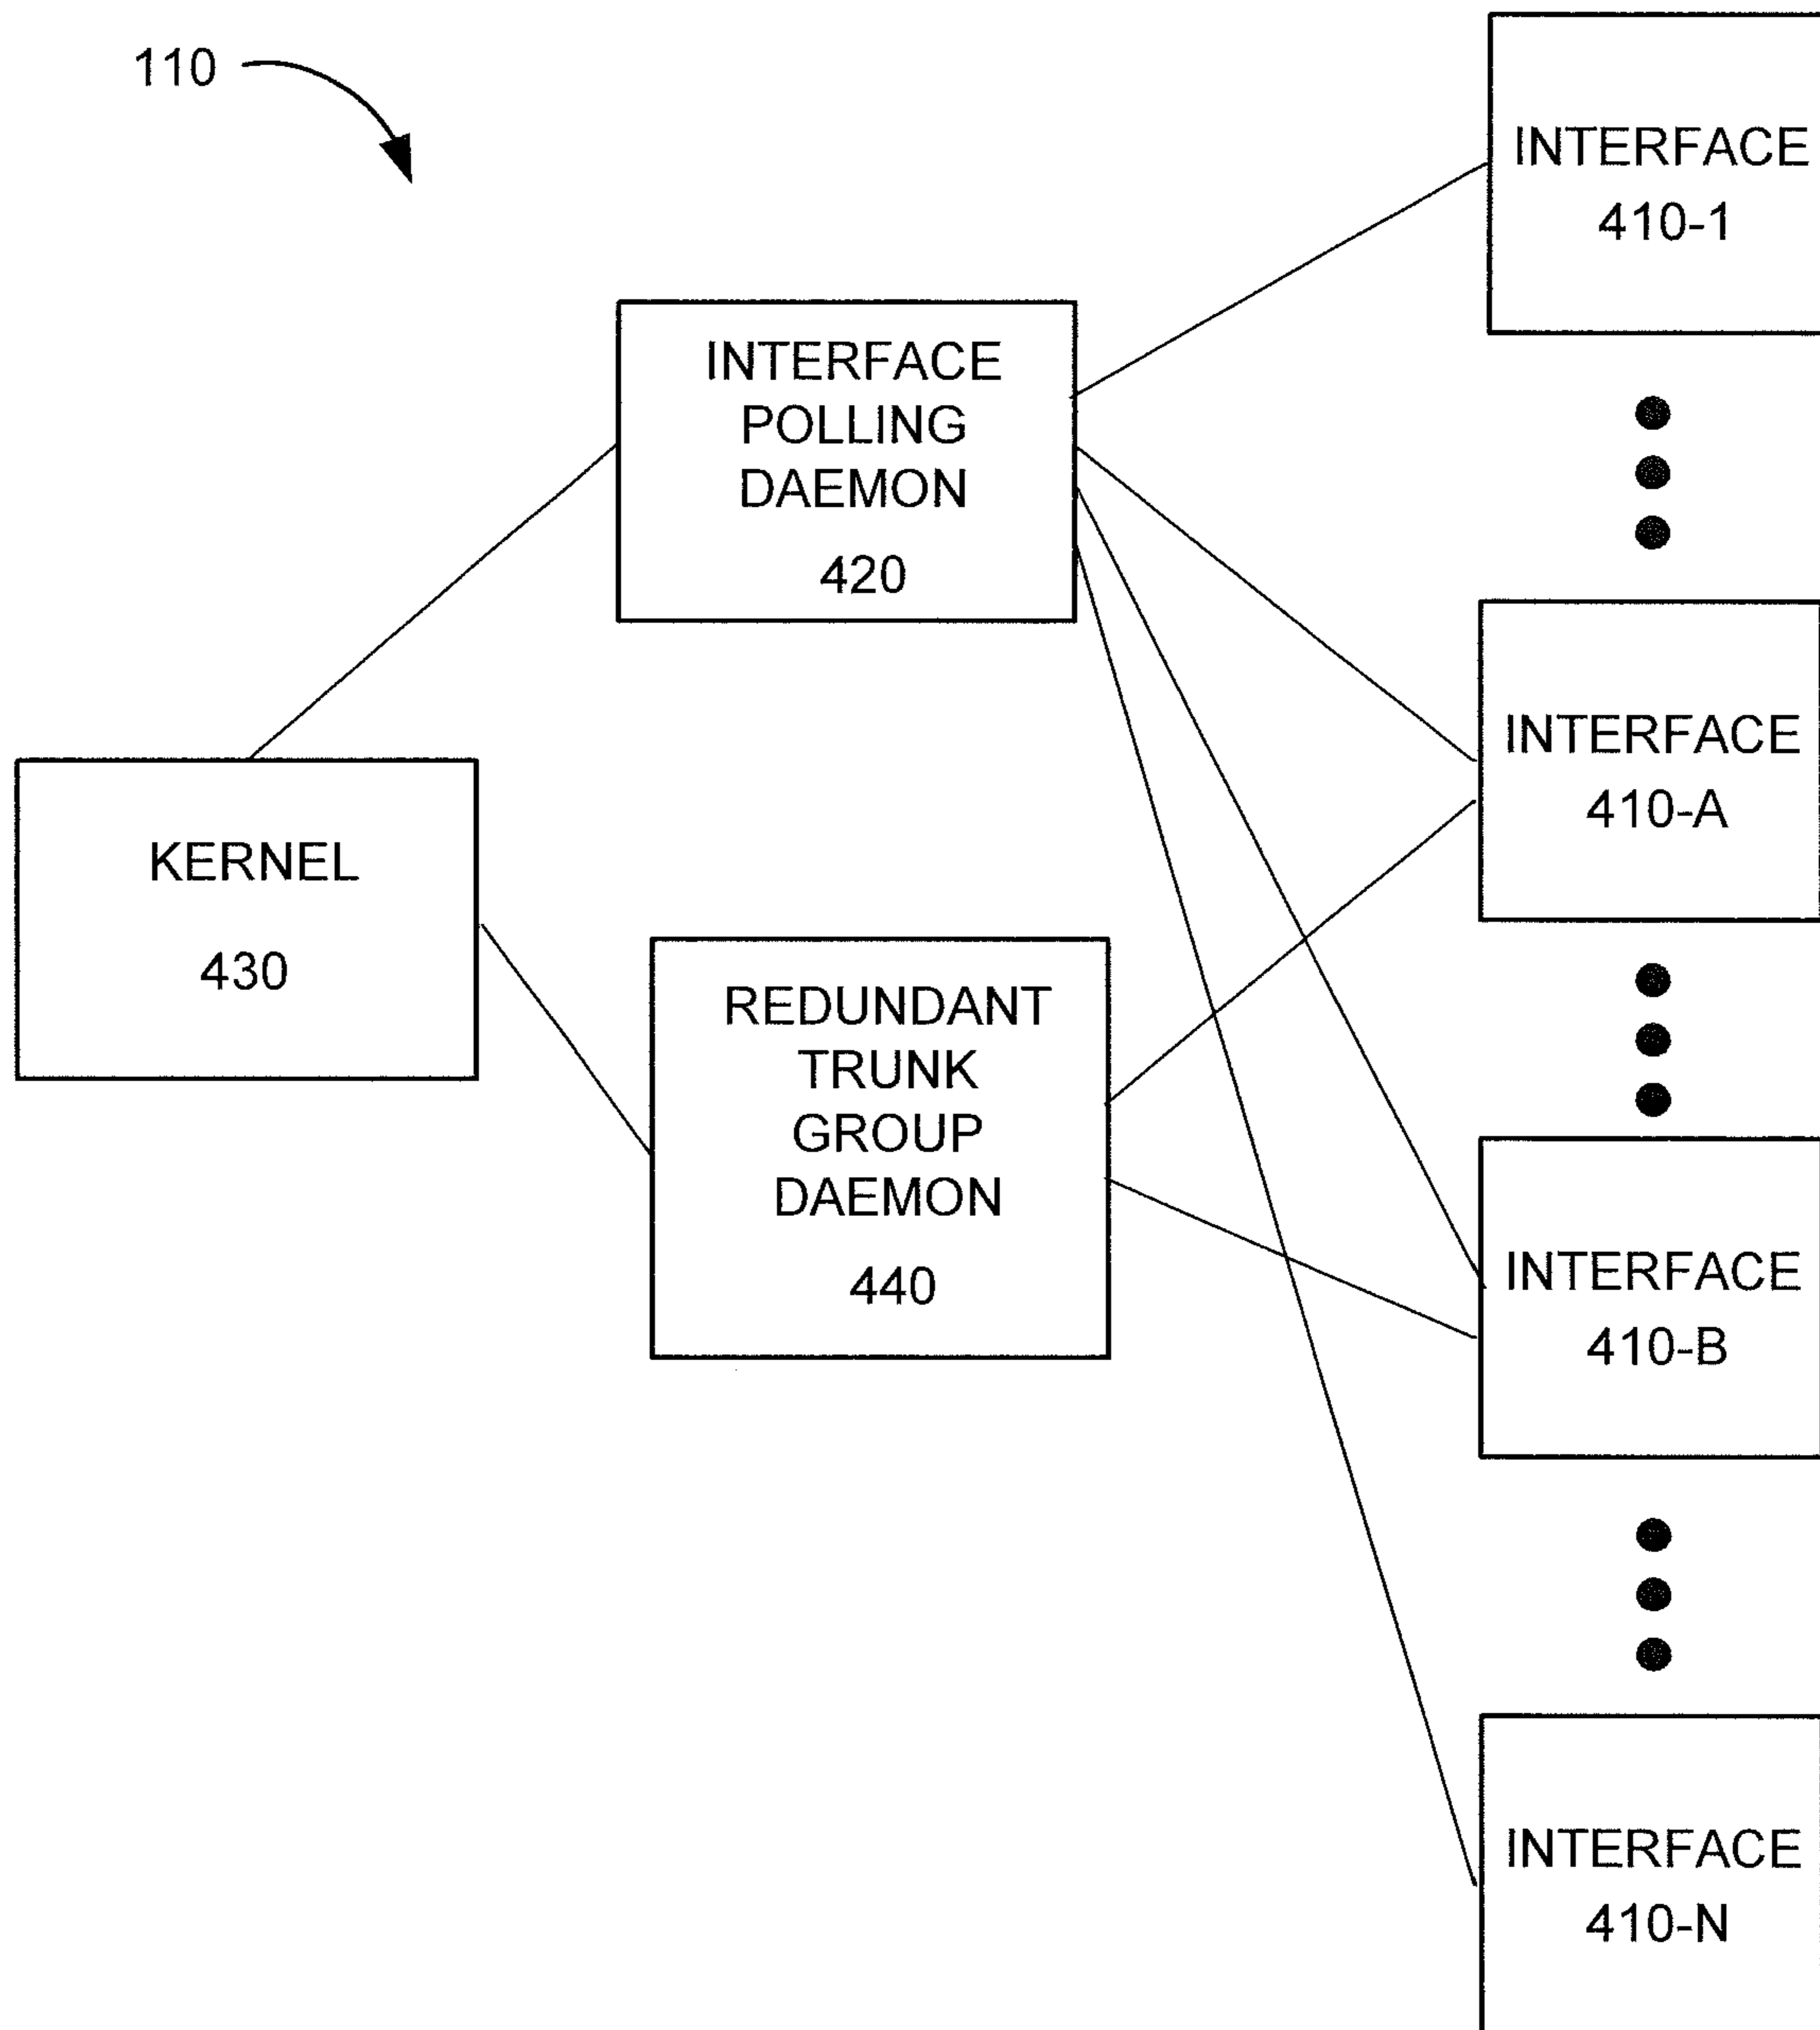 110
INTERFACE
410-1
INTERFACE
POLLING
DAEMON
420
INTERFACE
410-A
KERNEL
430
REDUNDANT
TRUNK
GROUP
DAEMON
440
INTERFACE
410-B
INTERFACE
410-N